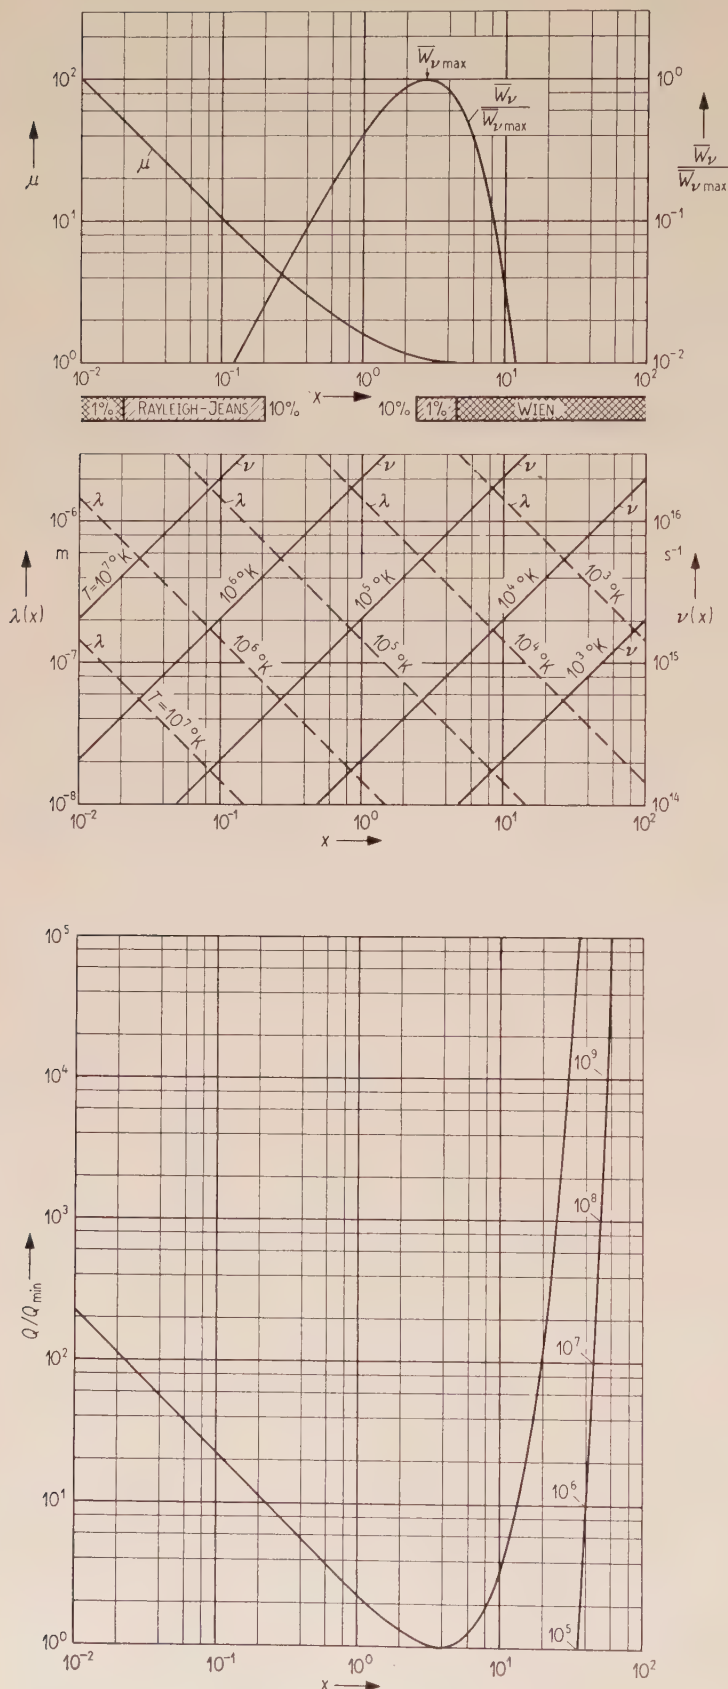 W̅ν max
10² 10⁰
μ W̅ν / W̅ν max
μ W̅ν / W̅ν max
10¹ 10⁻¹
10⁰ 10⁻²
10⁻² 10⁻¹ 10⁰ 10¹ 10²
x
1% RAYLEIGH-JEANS 10% 10% 1% WIEN
ν ν ν
λ λ λ
10⁻⁶ λ ν 10¹⁶
m s⁻¹
T=10⁷°K 10⁶°K 10⁵°K 10⁴°K 10³°K
λ(x) ν(x)
10⁻⁷ λ 10⁶°K 10⁵°K 10⁴°K 10³°K ν 10¹⁵
T=10⁷°K
10⁻⁸ 10¹⁴
10⁻² 10⁻¹ 10⁰ 10¹ 10²
x
10⁵
10⁴ 10⁹
10³ 10⁸
Q/Qmin
10² 10⁷
10¹ 10⁶
10⁰ 10⁵
10⁻² 10⁻¹ 10⁰ 10¹ 10²
x